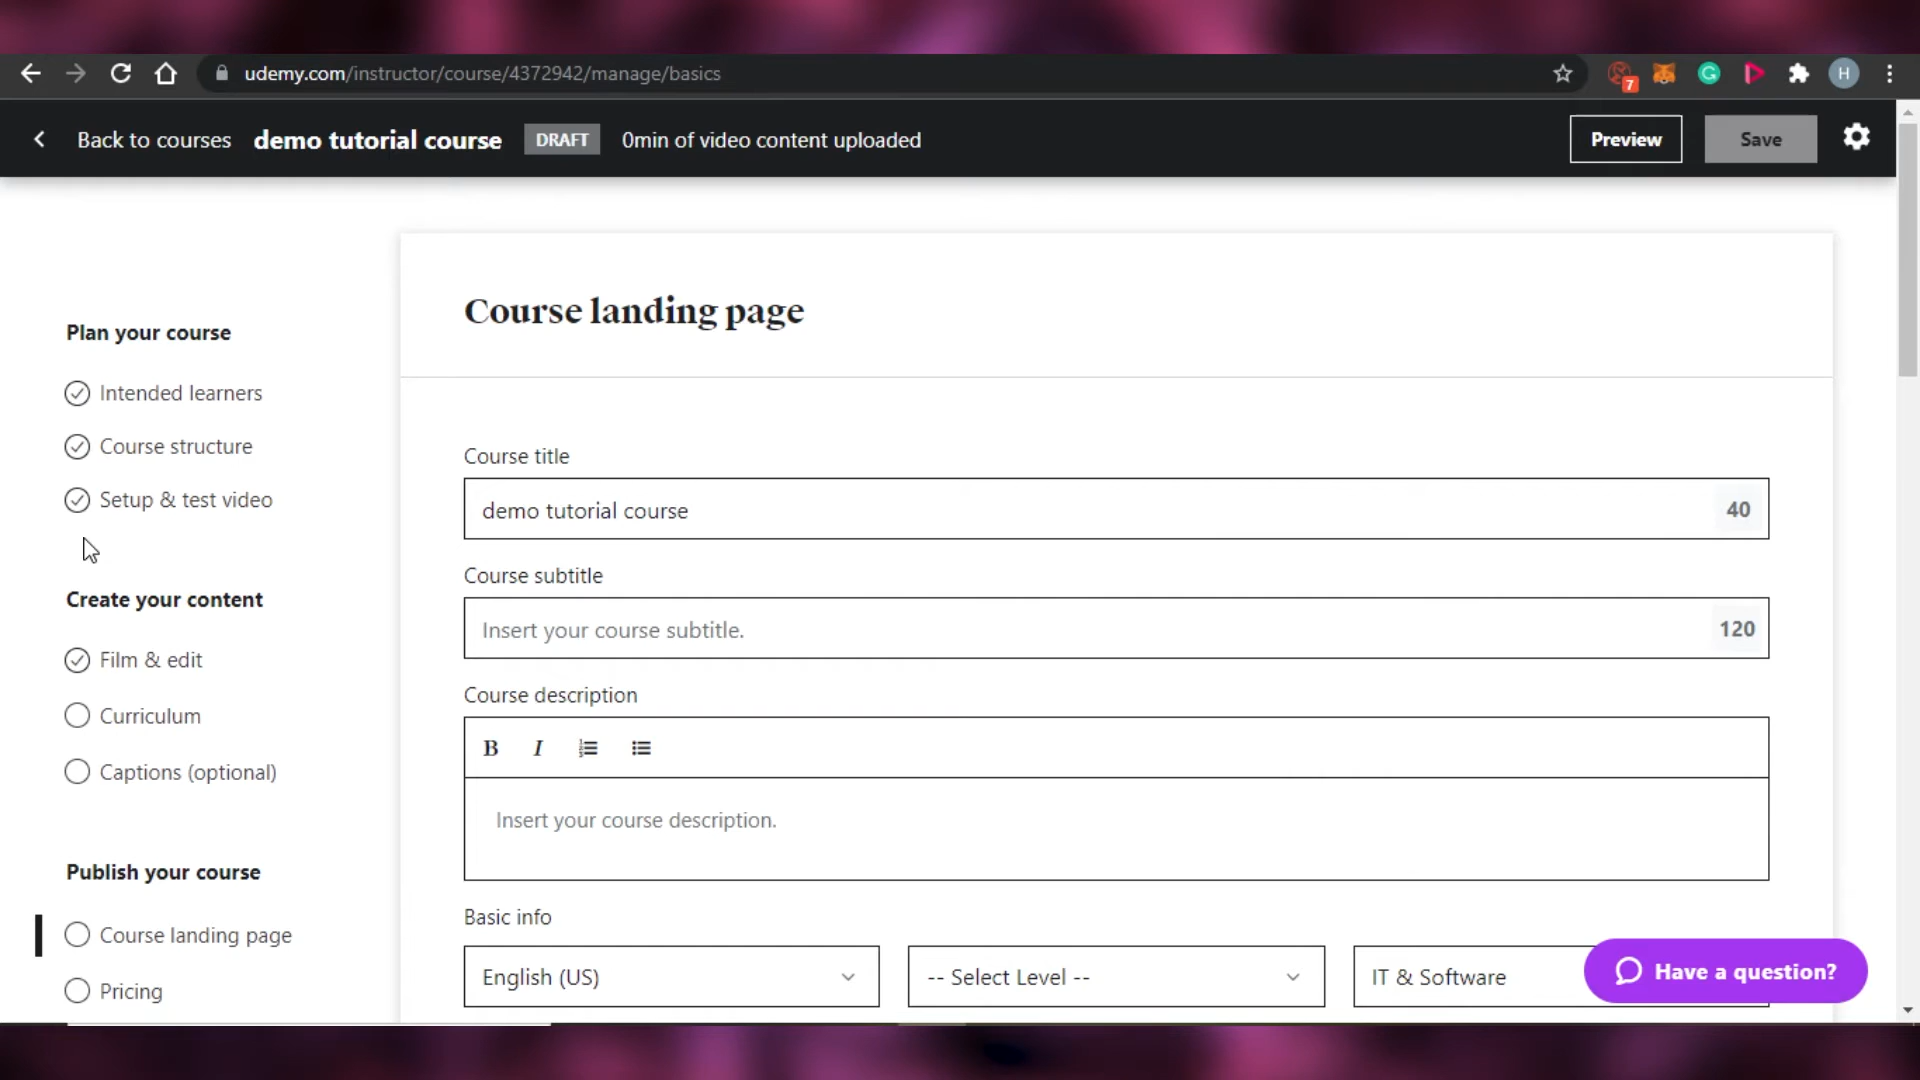 udemy.com/instructor/course/4372942/manage/basics
7
G
H
Back to courses demo tutorial course DRAFT 0min of video content uploaded
Preview
Save
Plan your course
Intended learners
Course structure
Setup & test video
Create your content
Film & edit
Curriculum
Captions (optional)
Publish your course
Course landing page
Pricing
Course landing page
Course title
demo tutorial course 40
Course subtitle
Insert your course subtitle. 120
Course description
B I
Insert your course description.
Basic info
English (US) -- Select Level -- IT & Software
Have a question?